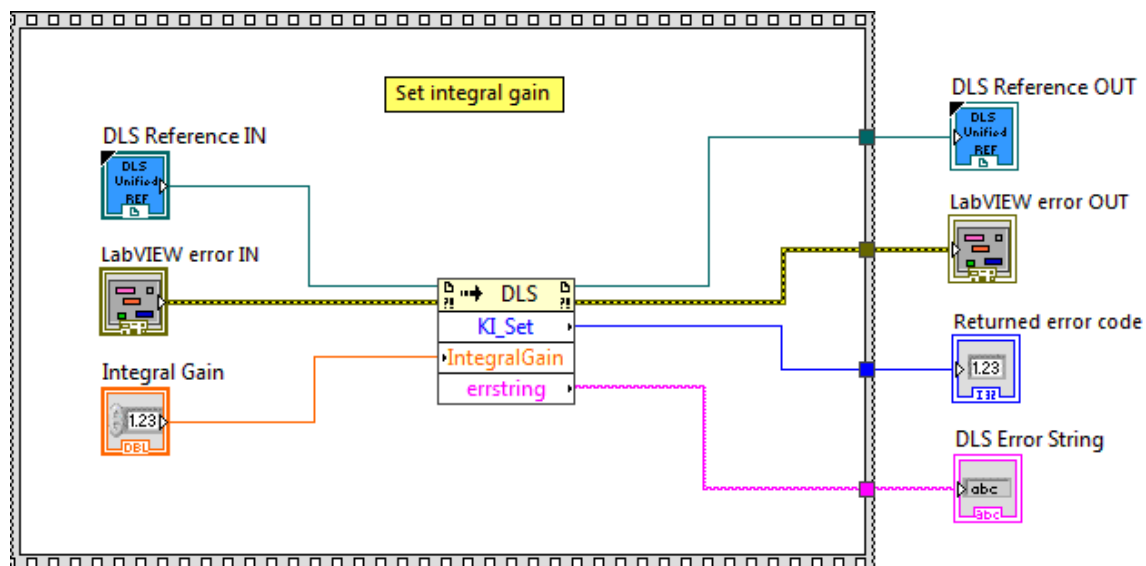 Set integral gain
DLS Reference IN
DLS
Unified
REF
LabVIEW error IN
Integral Gain
1.23
DBL
?! DLS ?!
KI_Set
IntegralGain
errstring
DLS Reference OUT
DLS
Unified
REF
LabVIEW error OUT
Returned error code
1.23
I32
DLS Error String
abc
abc